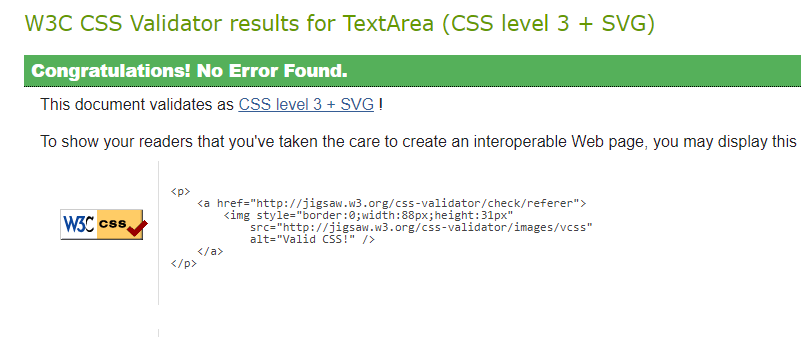 W3C CSS Validator results for TextArea (CSS level 3 + SVG)
Congratulations! No Error Found.
This document validates as CSS level 3 + SVG !
To show your readers that you've taken the care to create an interoperable Web page, you may display this
W3C css
<p>
<a href="http://jigsaw.w3.org/css-validator/check/referer">
<img style="border:0;width:88px;height:31px"
src="http://jigsaw.w3.org/css-validator/images/vcss"
alt="Valid CSS!" />
</a>
</p>